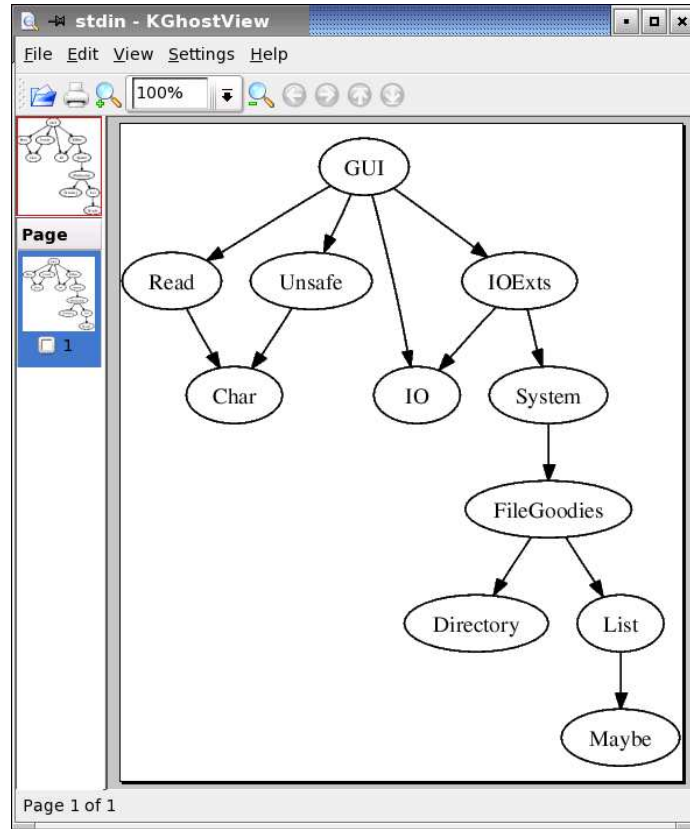 stdin - KGhostView
File Edit View Settings Help
100%
Page
1
GUI
Read Unsafe IOExts
Char IO System
FileGoodies
Directory List
Maybe
Page 1 of 1